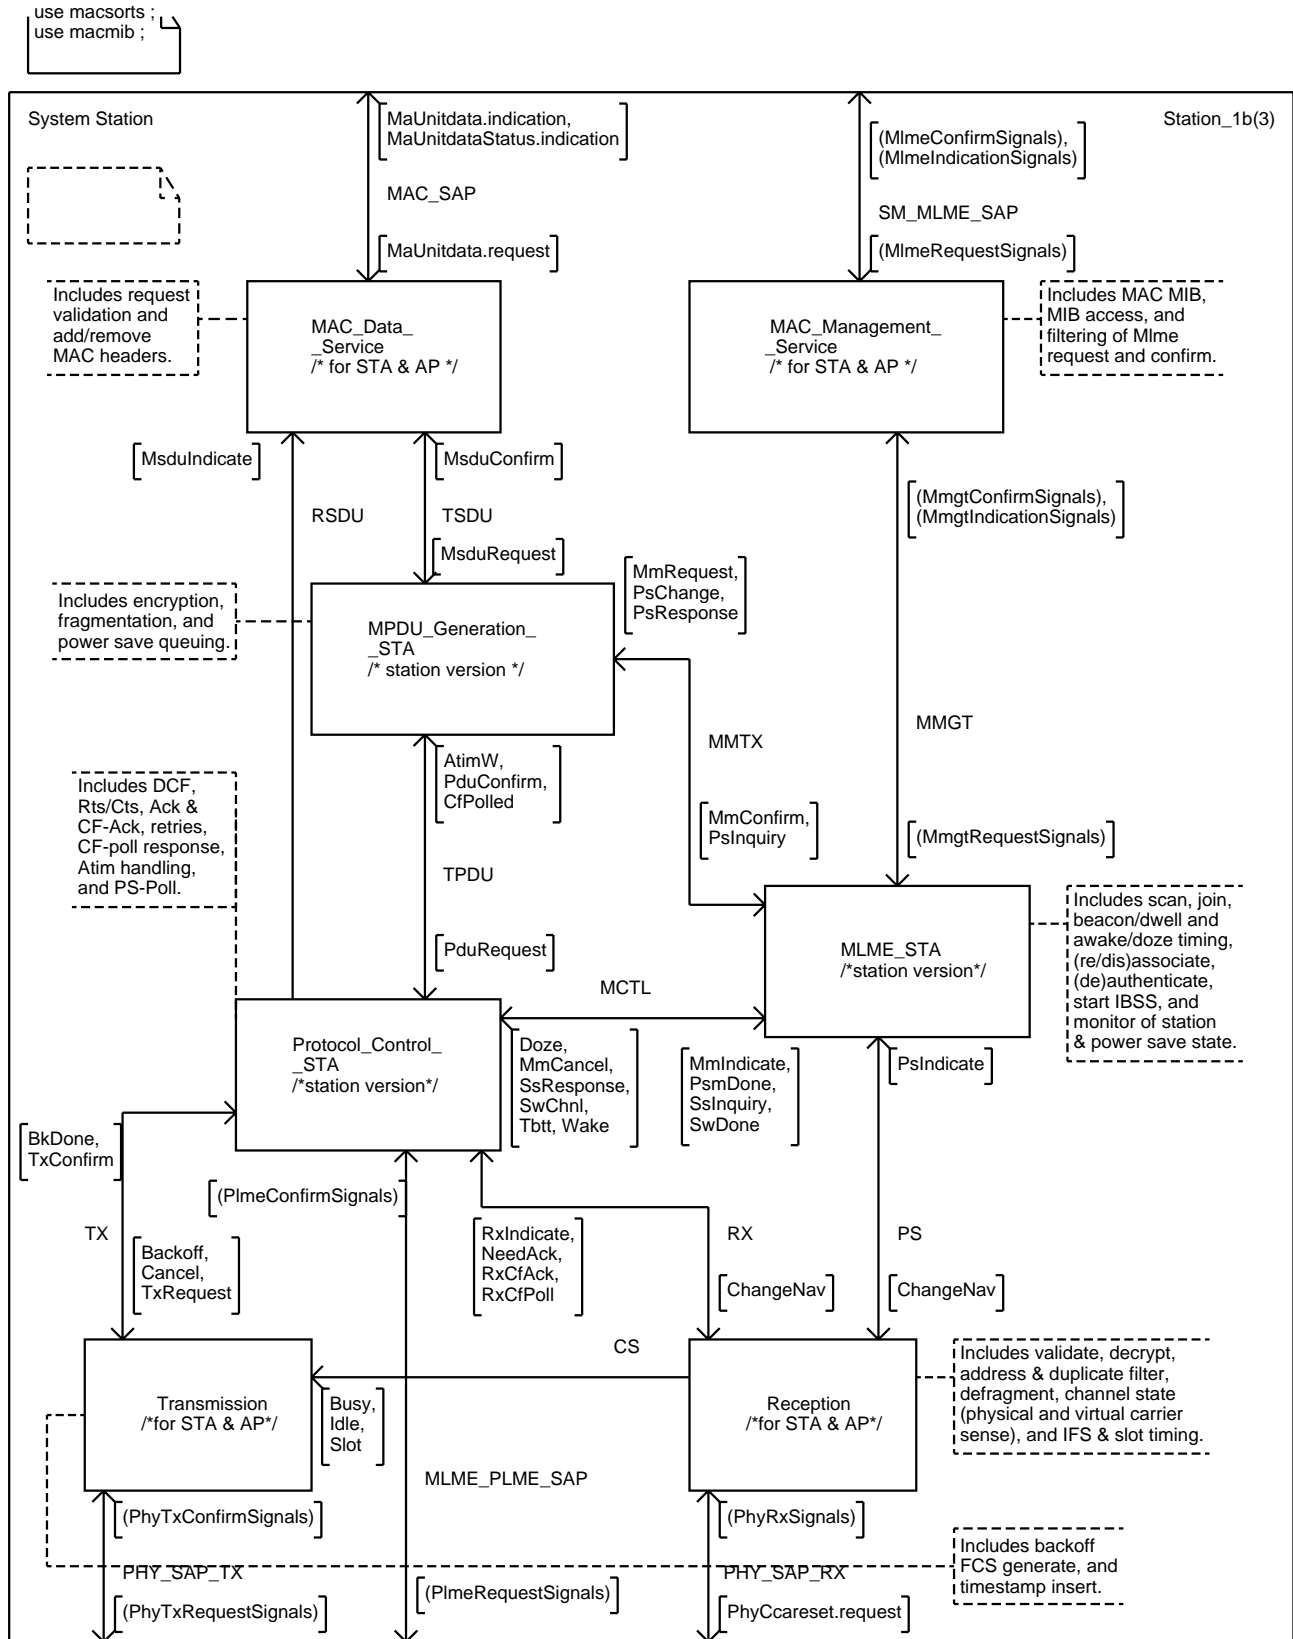 use macsorts ;
use macmib ;
System Station
Station_1b(3)
MaUnitdata.indication,
MaUnitdataStatus.indication
(MlmeConfirmSignals),
(MlmeIndicationSignals)
MAC_SAP
SM_MLME_SAP
MaUnitdata.request
(MlmeRequestSignals)
Includes request
validation and
add/remove
MAC headers.
MAC_Data_
_Service
/* for STA & AP */
MAC_Management_
_Service
/* for STA & AP */
Includes MAC MIB,
MIB access, and
filtering of Mlme
request and confirm.
MsduIndicate
MsduConfirm
(MmgtConfirmSignals),
(MmgtIndicationSignals)
RSDU
TSDU
MsduRequest
MmRequest,
PsChange,
PsResponse
Includes encryption,
fragmentation, and
power save queuing.
MPDU_Generation_
_STA
/* station version */
MMTX
MMGT
AtimW,
PduConfirm,
CfPolled
Includes DCF,
Rts/Cts, Ack &
CF-Ack, retries,
CF-poll response,
Atim handling,
and PS-Poll.
MmConfirm,
PsInquiry
(MmgtRequestSignals)
TPDU
PduRequest
MLME_STA
/*station version*/
Includes scan, join,
beacon/dwell and
awake/doze timing,
(re/dis)associate,
(de)authenticate,
start IBSS, and
monitor of station
& power save state.
MCTL
Protocol_Control_
_STA
/*station version*/
Doze,
MmCancel,
SsResponse,
SwChnl,
Tbtt, Wake
MmIndicate,
PsmDone,
SsInquiry,
SwDone
PsIndicate
BkDone,
TxConfirm
(PlmeConfirmSignals)
TX
Backoff,
Cancel,
TxRequest
RxIndicate,
NeedAck,
RxCfAck,
RxCfPoll
RX
PS
ChangeNav
ChangeNav
CS
Transmission
/*for STA & AP*/
Busy,
Idle,
Slot
Reception
/*for STA & AP*/
Includes validate, decrypt,
address & duplicate filter,
defragment, channel state
(physical and virtual carrier
sense), and IFS & slot timing.
MLME_PLME_SAP
(PhyTxConfirmSignals)
(PhyRxSignals)
Includes backoff
FCS generate, and
timestamp insert.
PHY_SAP_TX
PHY_SAP_RX
(PhyTxRequestSignals)
(PlmeRequestSignals)
PhyCcareset.request